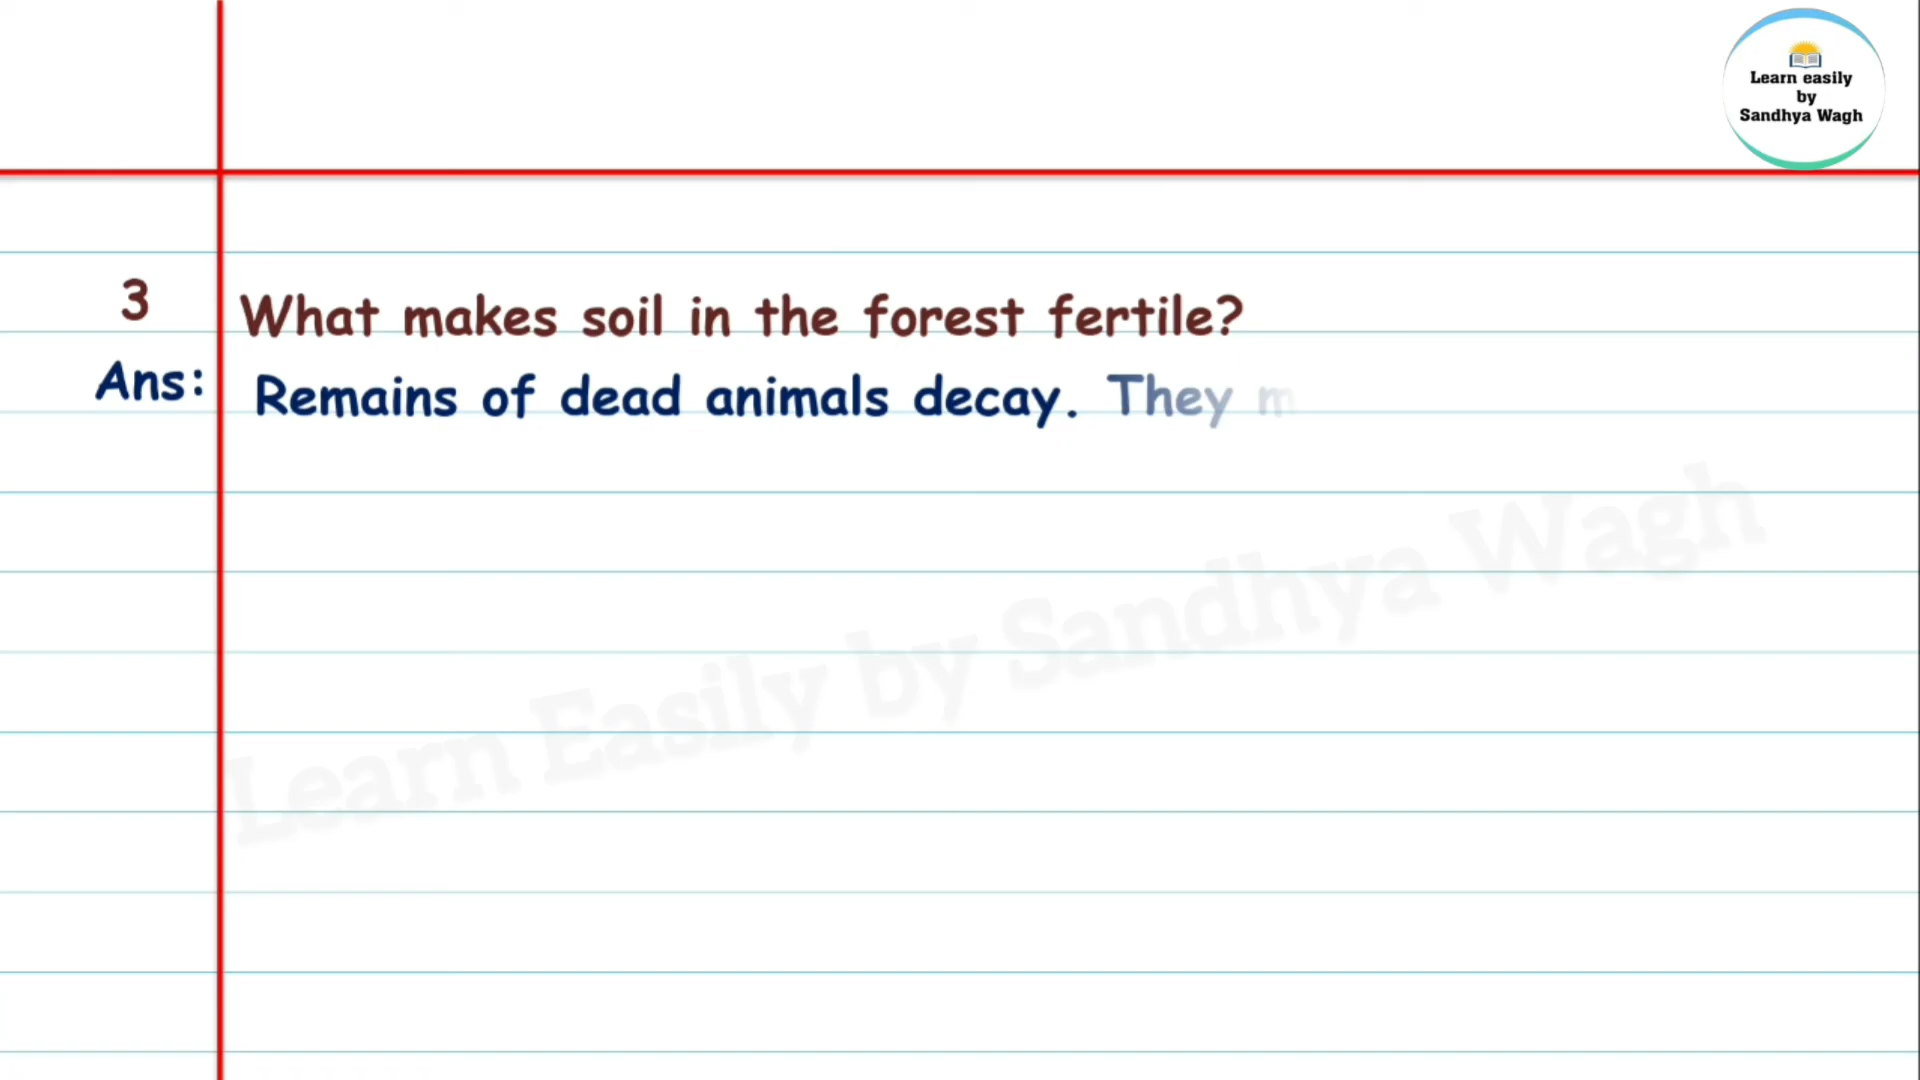 Learn easily
by
Sandhya Wagh
3 What makes soil in the forest fertile?
Ans: Remains of dead animals decay. They m
Learn Easily by Sandhya Wagh